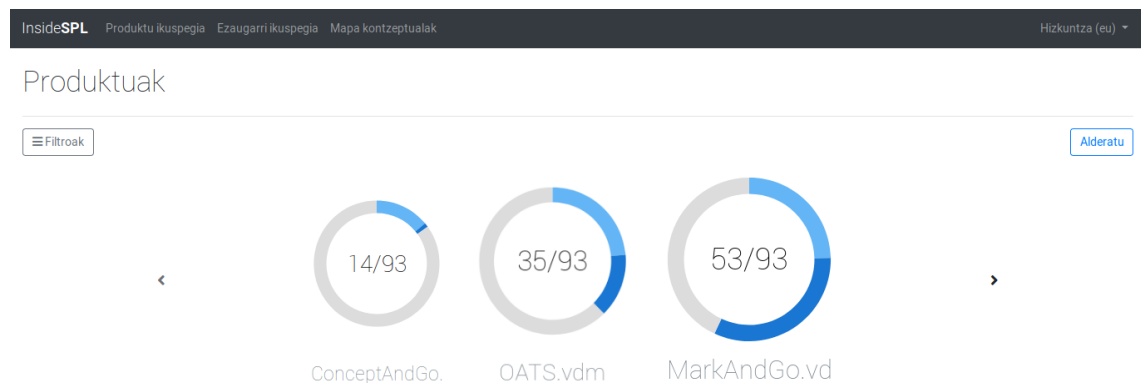 InsideSPL Produktu ikuspegia Ezaugarri ikuspegia Mapa kontzeptualak Hizkuntza (eu)
Produktuak
Filtroak Alderatu
14/93 35/93 53/93
ConceptAndGo. OATS.vdm MarkAndGo.vd